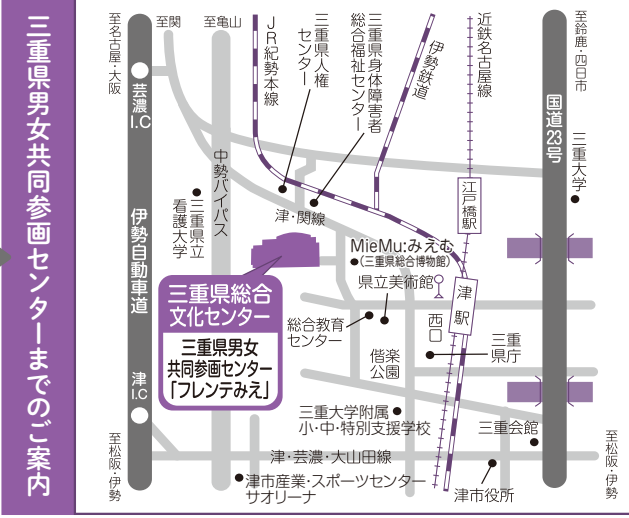 三重県男女共同参画センターまでのご案内
至名古屋・大阪
至関
至亀山
JR紀勢本線
三重県人権
センター
三重県身体障害者
総合福祉センター
伊勢鉄道
近鉄名古屋線
至鈴鹿・四日市
芸濃
I.C
国道23号
三重大学
中勢バイパス
三重県立
看護大学
津・関線
江戸橋駅
伊勢自動車道
MieMu:みえむ
(三重県総合博物館)
県立美術館
津駅
西口
三重県総合
文化センター
三重県男女
共同参画センター
「フレンテみえ」
総合教育
センター
偕楽
公園
三重
県庁
津
I.C
三重大学附属
小・中・特別支援学校
三重会館
至松阪・伊勢
津・芸濃・大山田線
至松阪・伊勢
津市産業・スポーツセンター
サオリーナ
津市役所